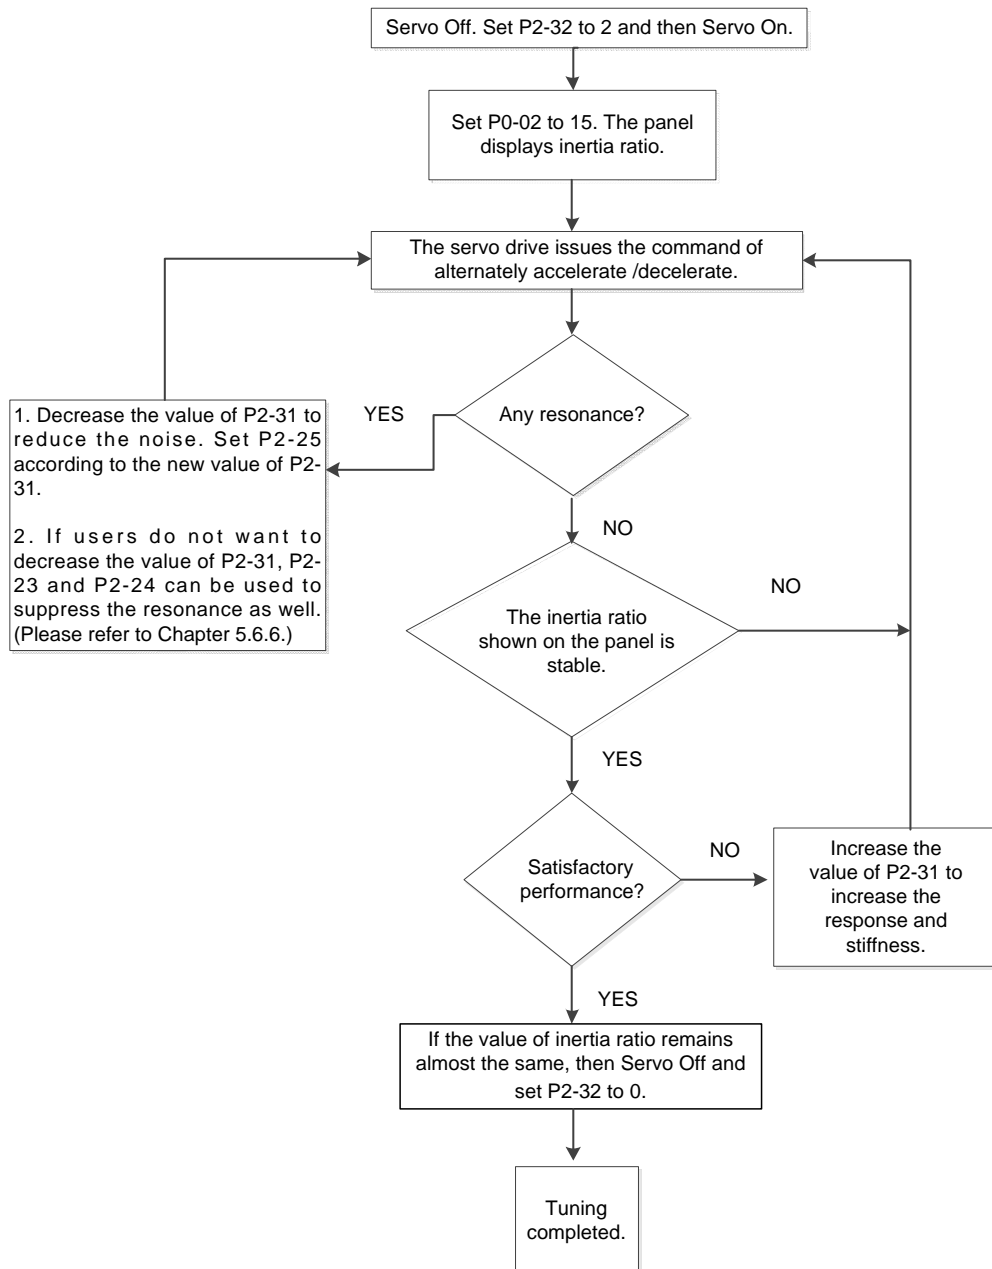 Servo Off. Set P2-32 to 2 and then Servo On.
Set P0-02 to 15. The panel
displays inertia ratio.
The servo drive issues the command of
alternately accelerate /decelerate.
Any resonance?
YES
1. Decrease the value of P2-31 to
reduce the noise. Set P2-25
according to the new value of P2-
31.
2. If users do not want to
decrease the value of P2-31, P2-
23 and P2-24 can be used to
suppress the resonance as well.
(Please refer to Chapter 5.6.6.)
NO
The inertia ratio
shown on the panel is
stable.
NO
YES
Satisfactory
performance?
NO
Increase the
value of P2-31 to
increase the
response and
stiffness.
YES
If the value of inertia ratio remains
almost the same, then Servo Off and
set P2-32 to 0.
Tuning
completed.